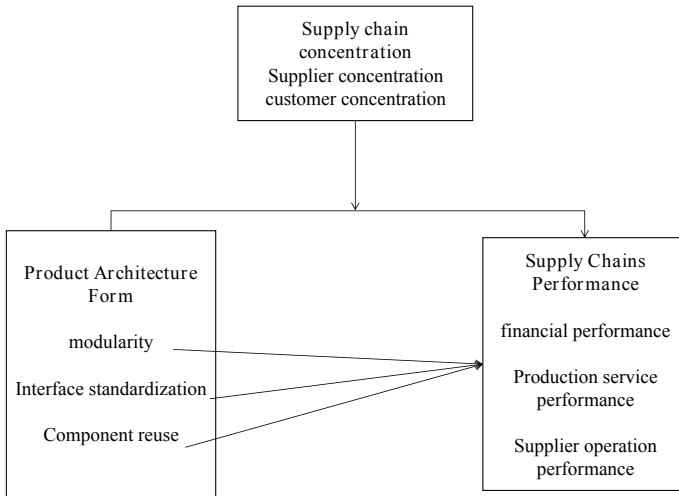 Supply chain
concentration
Supplier concentration
customer concentration
Product Architecture
Form
modularity
Interface standardization
Component reuse
Supply Chains
Performance
financial performance
Production service
performance
Supplier operation
performance